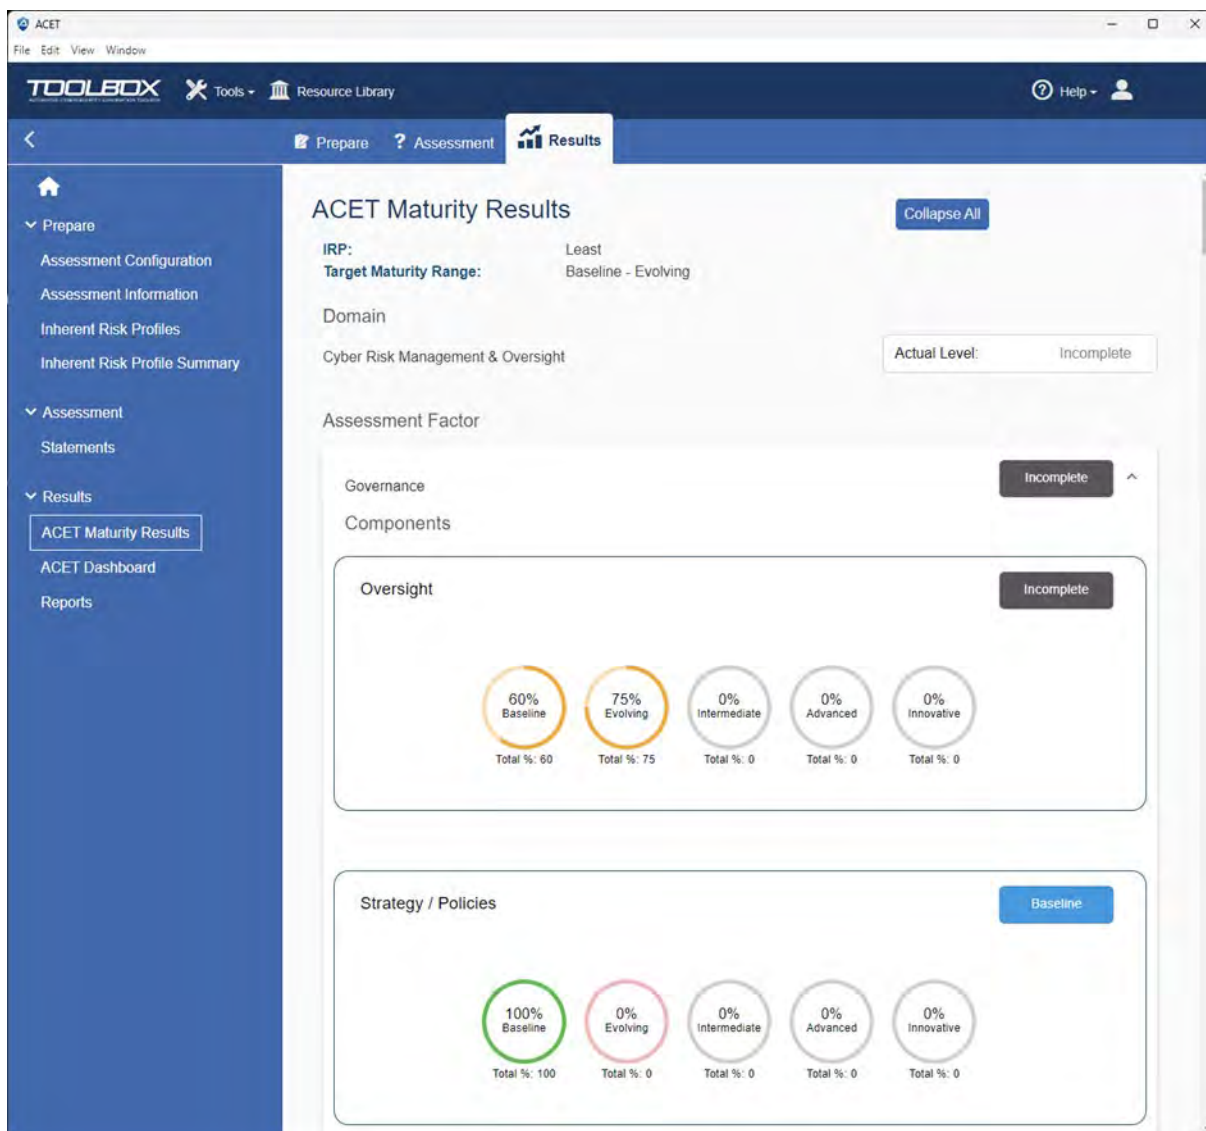 ACET
File Edit View Window
TOOLBOX Tools Resource Library Help
Prepare ? Assessment Results
Prepare
Assessment Configuration
Assessment Information
Inherent Risk Profiles
Inherent Risk Profile Summary
Assessment
Statements
Results
ACET Maturity Results
ACET Dashboard
Reports
ACET Maturity Results
Collapse All
IRP: Least
Target Maturity Range: Baseline - Evolving
Domain
Cyber Risk Management & Oversight
Actual Level: Incomplete
Assessment Factor
Governance
Incomplete
Components
Oversight
Incomplete
60% 75% 0% 0% 0%
Baseline Evolving Intermediate Advanced Innovative
Total %: 60 Total %: 75 Total %: 0 Total %: 0 Total %: 0
Strategy / Policies
Baseline
100% 0% 0% 0% 0%
Baseline Evolving Intermediate Advanced Innovative
Total %: 100 Total %: 0 Total %: 0 Total %: 0 Total %: 0